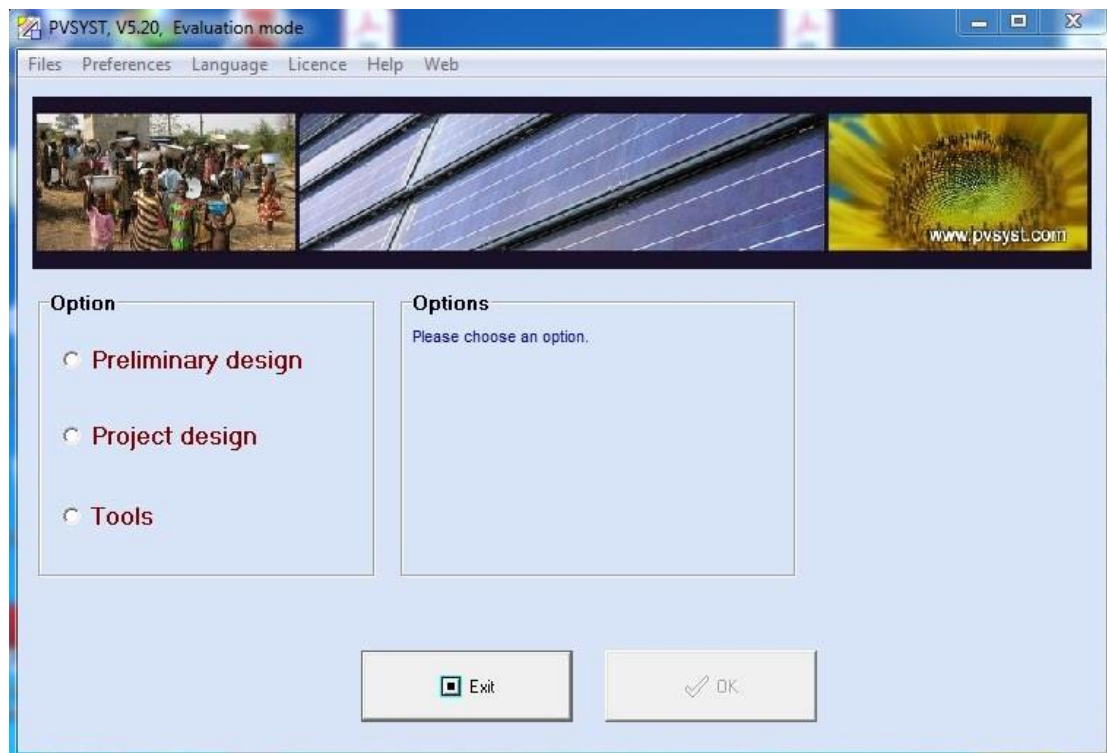 PVSYST, V5.20, Evaluation mode
Files Preferences Language Licence Help Web
www.pvsyst.com
Option
Preliminary design
Project design
Tools
Options
Please choose an option.
Exit
OK